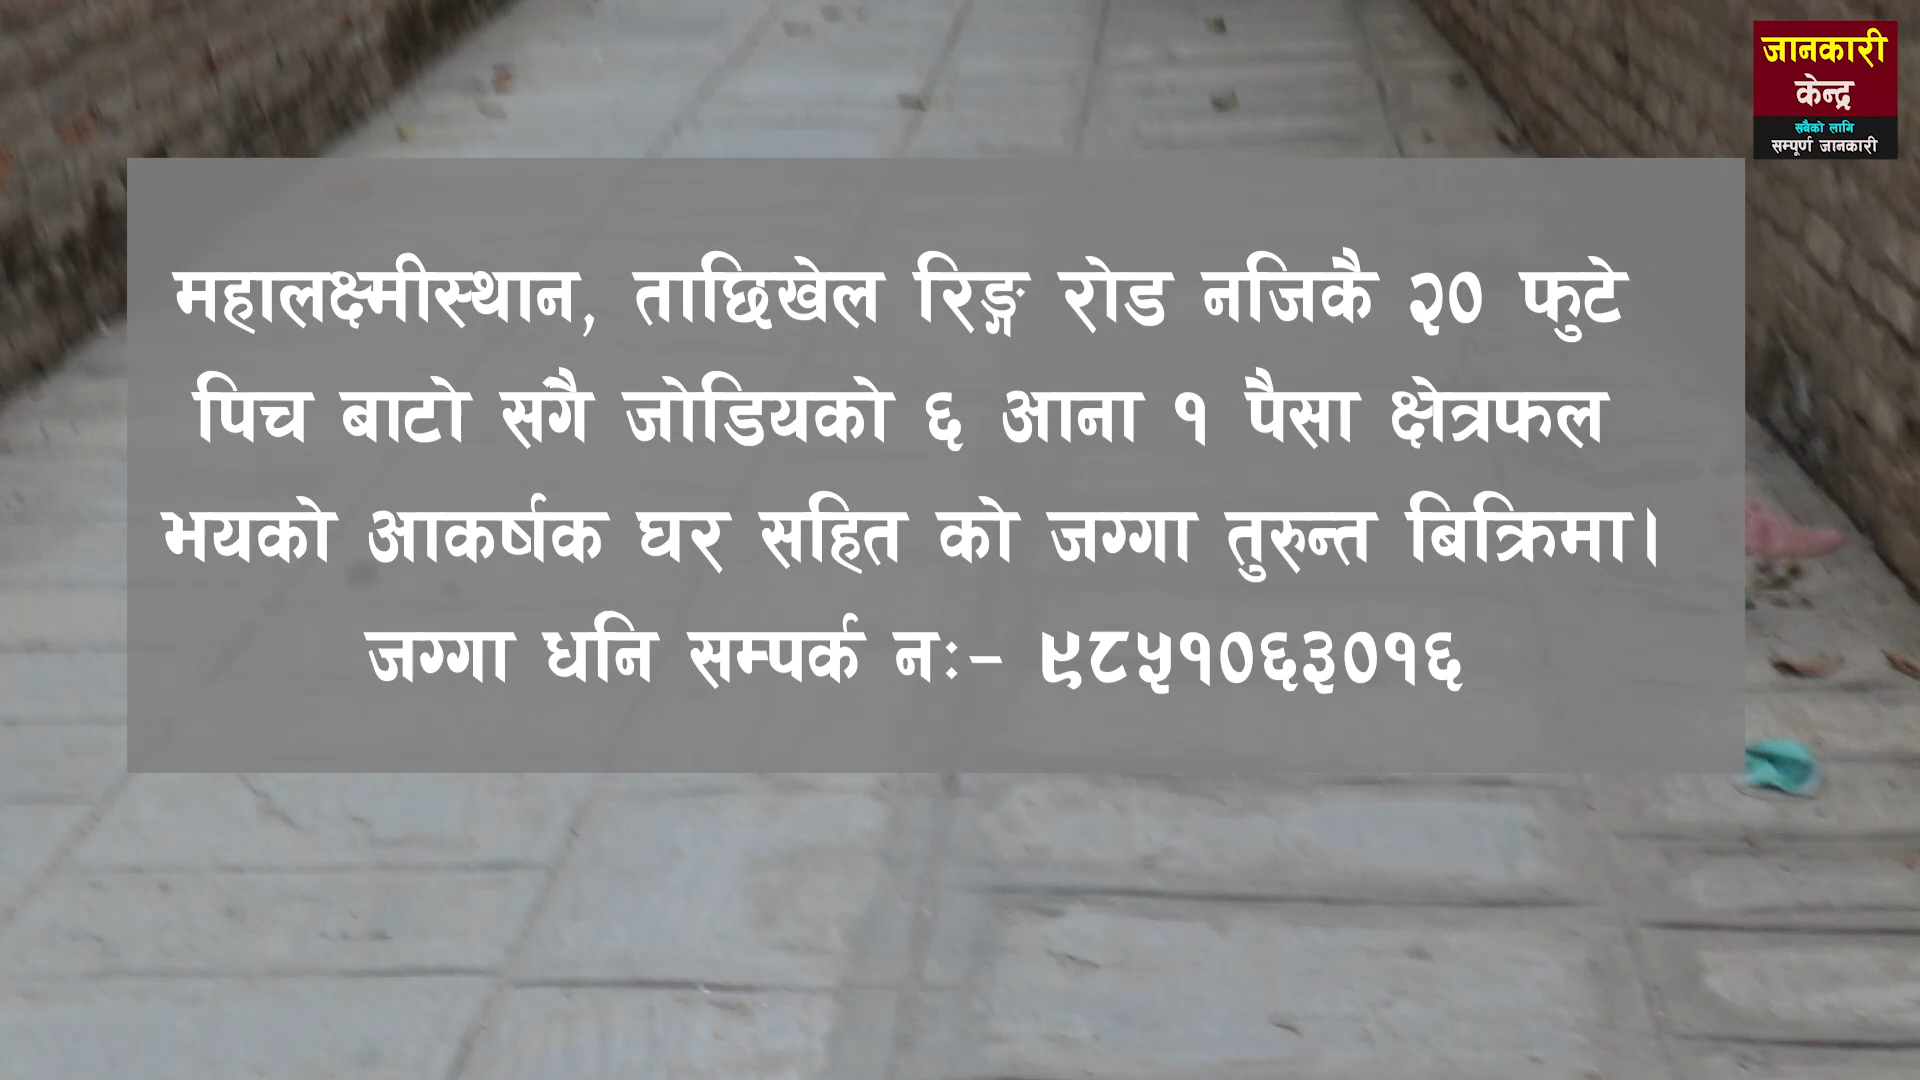 जानकारी
केन्द्र
सबैको लागि
सम्पूर्ण जानकारी
महालक्ष्मीस्थान, ताछिखेल रिङ्ग रोड नजिकै २० फुटे
पिच बाटो सगै जोडियको ६ आना १ पैसा क्षेत्रफल
भयको आकर्षक घर सहित को जग्गा तुरुन्त बिक्रिमा।
जग्गा धनि सम्पर्क नः- ९८५१०६३०१६